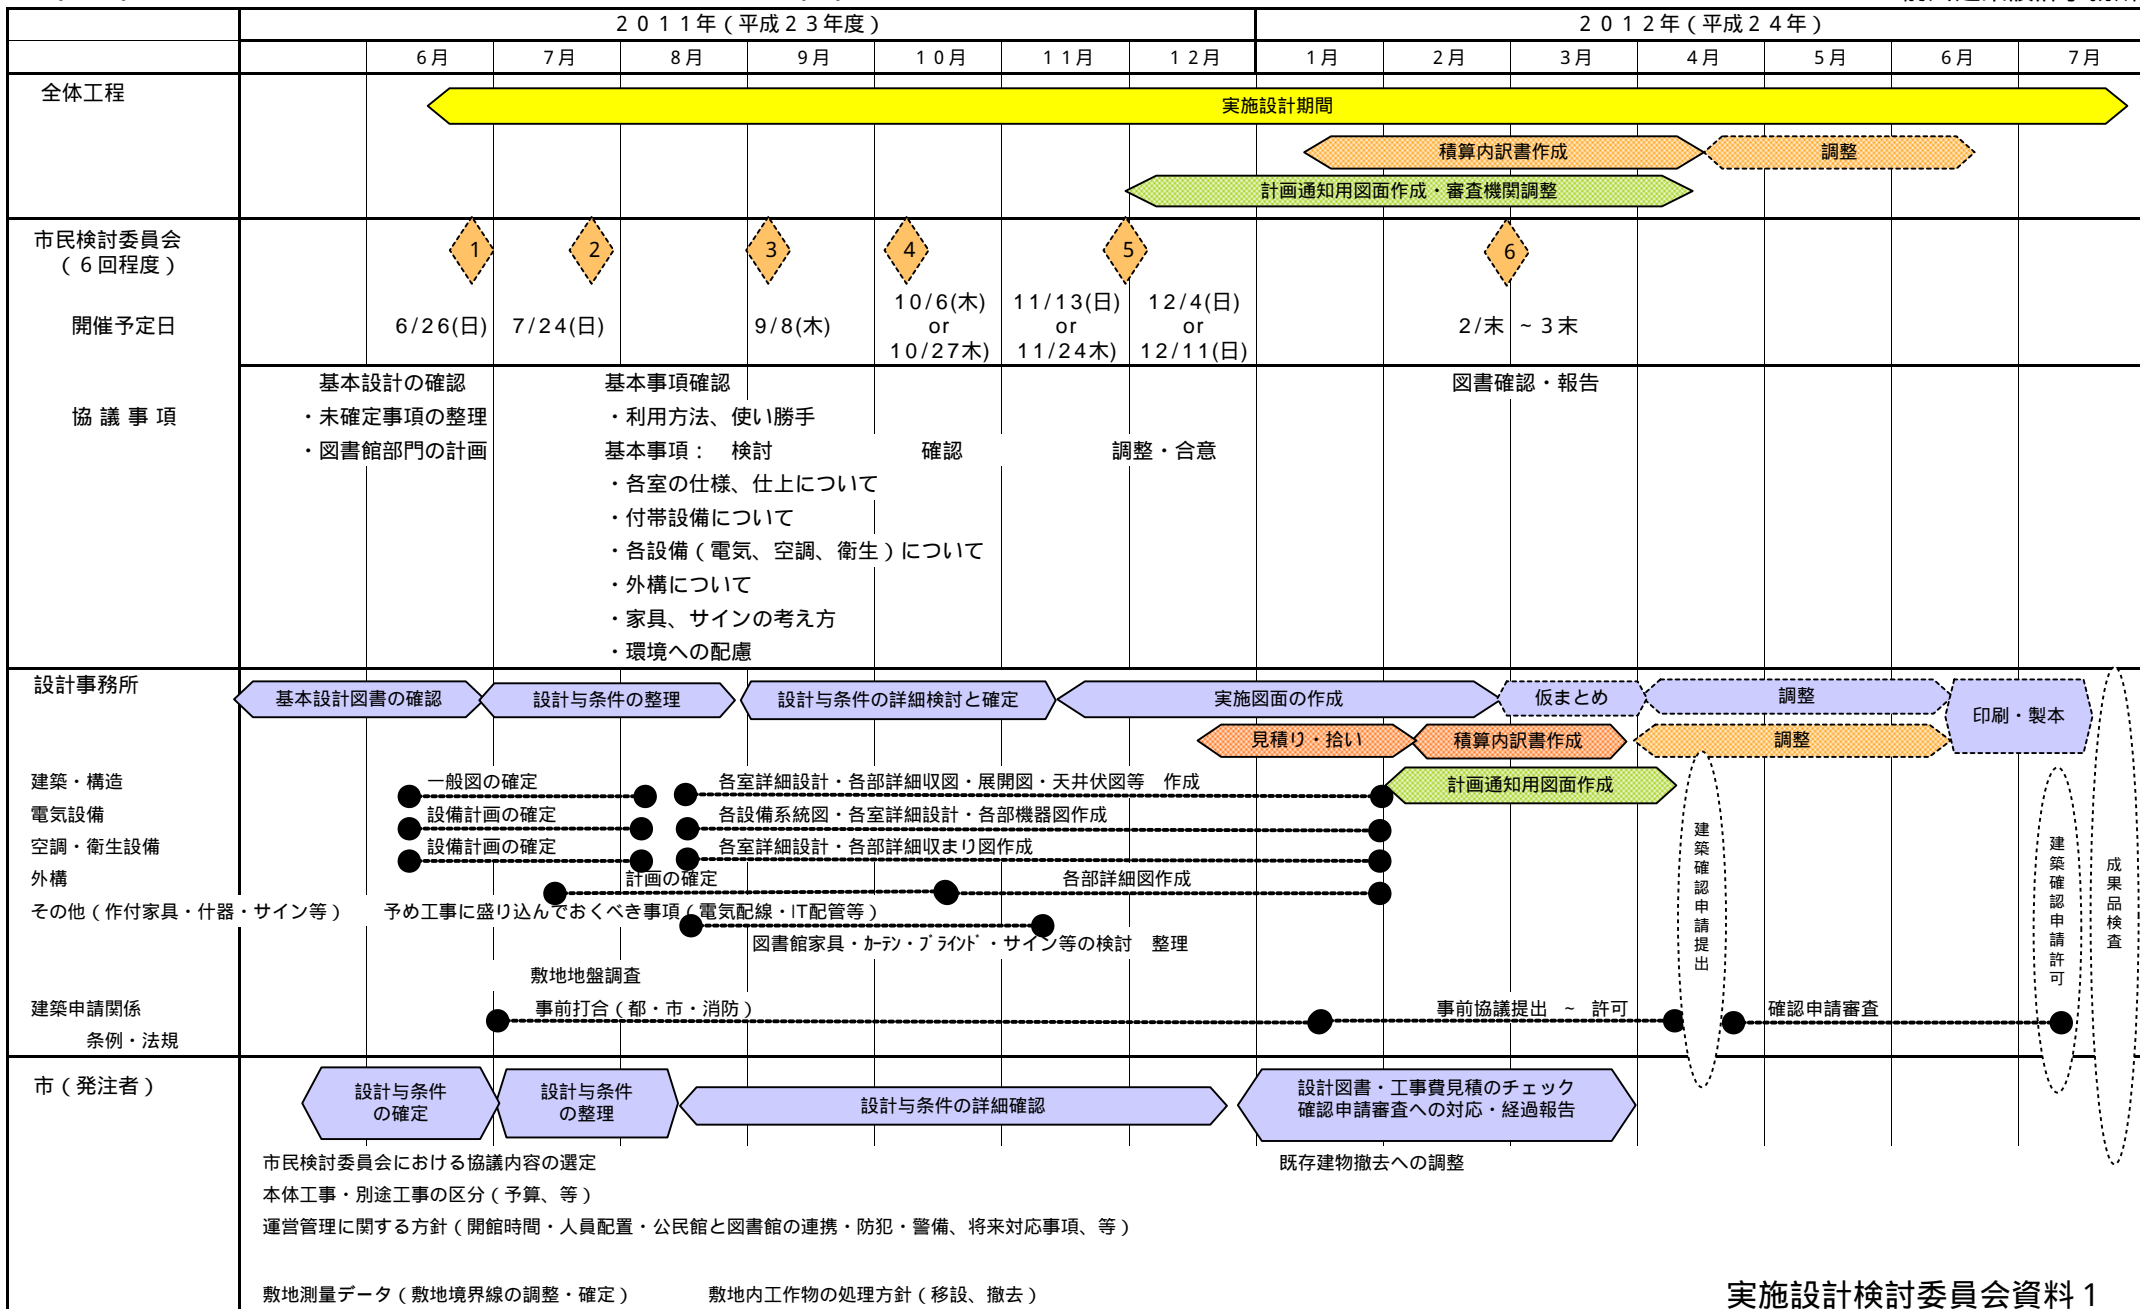 ２０１１年（平成２３年度）
２０１２年（平成２４年）
６月
７月
８月
９月
１０月
１１月
１２月
１月
２月
３月
４月
５月
６月
７月
全体工程
実施設計期間
積算内訳書作成
調整
計画通知用図面作成・審査機関調整
市民検討委員会
（６回程度）
1
2
3
4
5
6
開催予定日
6/26(日)
7/24(日)
9/8(木)
10/6(木)
or
10/27木)
11/13(日)
or
11/24木)
12/4(日)
or
12/11(日)
2/末 ~ 3末
協議事項
基本設計の確認
・未確定事項の整理
・図書館部門の計画
基本事項確認
・利用方法、使い勝手
基本事項： 検討
確認
調整・合意
・各室の仕様、仕上について
・付帯設備について
・各設備（電気、空調、衛生）について
・外構について
・家具、サインの考え方
・環境への配慮
図書確認・報告
設計事務所
基本設計図書の確認
設計与条件の整理
設計与条件の詳細検討と確定
実施図面の作成
仮まとめ
調整
印刷・製本
見積り・拾い
積算内訳書作成
調整
建築・構造
一般図の確定
各室詳細設計・各部詳細収図・展開図・天井伏図等　作成
計画通知用図面作成
電気設備
設備計画の確定
各設備系統図・各室詳細設計・各部機器図作成
空調・衛生設備
設備計画の確定
各室詳細設計・各部詳細収まり図作成
外構
計画の確定
各部詳細図作成
その他（作付家具・什器・サイン等）
予め工事に盛り込んでおくべき事項（電気配線・IT配管等）
図書館家具・ｶｰﾃﾝ・ﾌﾞﾗｲﾝﾄﾞ・サイン等の検討　整理
敷地地盤調査
建築申請関係
事前打合（都・市・消防）
事前協議提出　~　許可
確認申請審査
条例・法規
建築確認申請提出
建築確認申請許可
成果品検査
市（発注者）
設計与条件
の確定
設計与条件
の整理
設計与条件の詳細確認
設計図書・工事費見積のチェック
確認申請審査への対応・経過報告
市民検討委員会における協議内容の選定
既存建物撤去への調整
本体工事・別途工事の区分（予算、等）
運営管理に関する方針（開館時間・人員配置・公民館と図書館の連携・防犯・警備、将来対応事項、等）
敷地測量データ（敷地境界線の調整・確定）
敷地内工作物の処理方針（移設、撤去）
実施設計検討委員会資料１